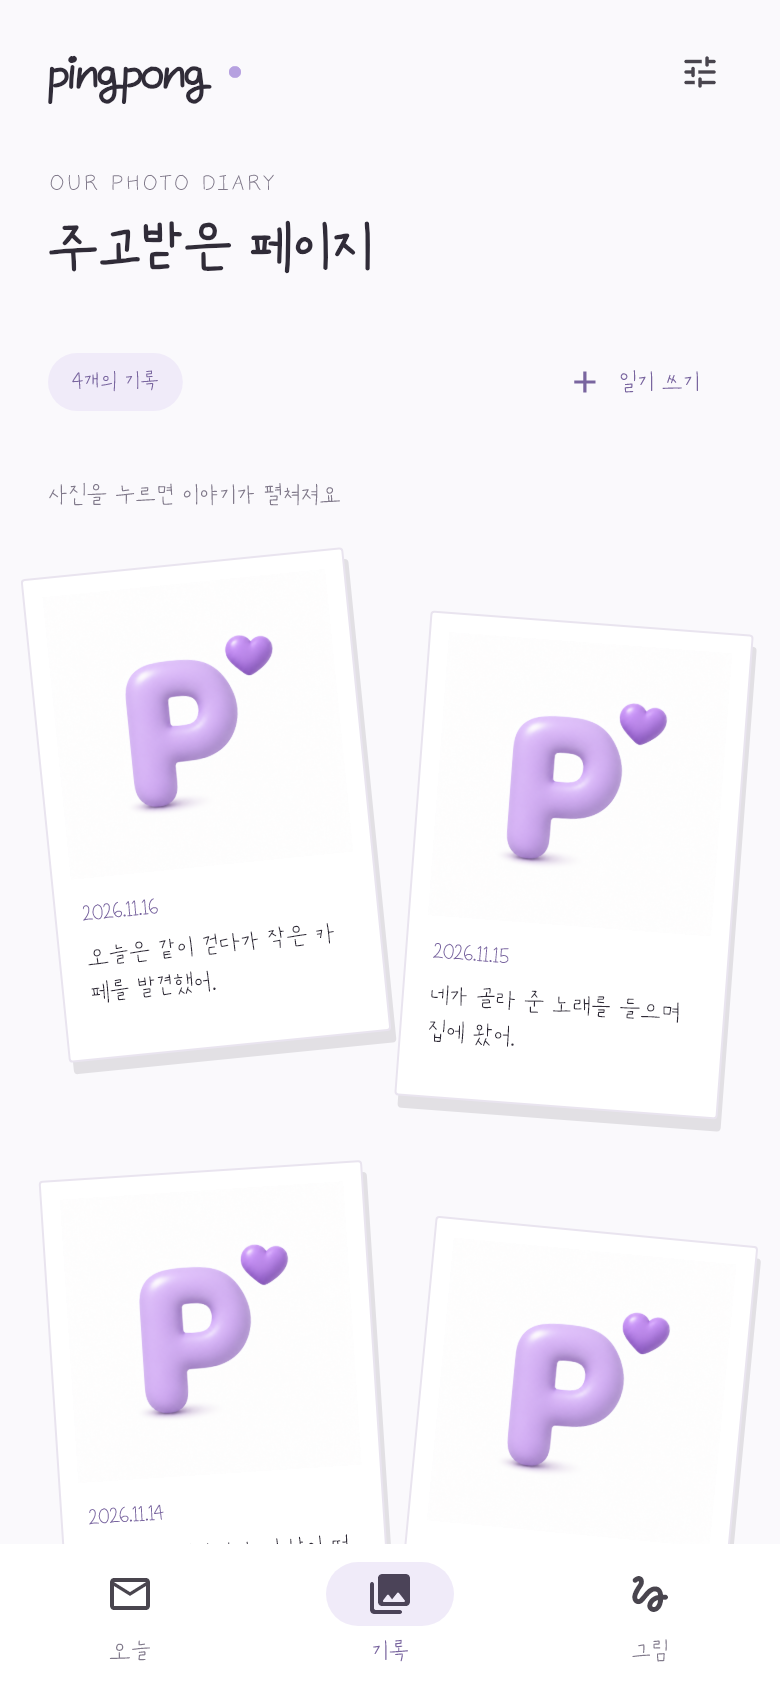 pingpong
OUR PHOTO DIARY
주고받은 페이지
4개의 기록
일기 쓰기
사진을 누르면 이야기가 펼쳐져요
P
2026.11.16
오늘은 같이 걷다가 작은 카
페를 발견했어.
P
2026.11.15
네가 골라 준 노래를 들으며
집에 왔어.
P
2026.11.14
P
오늘
기록
그림